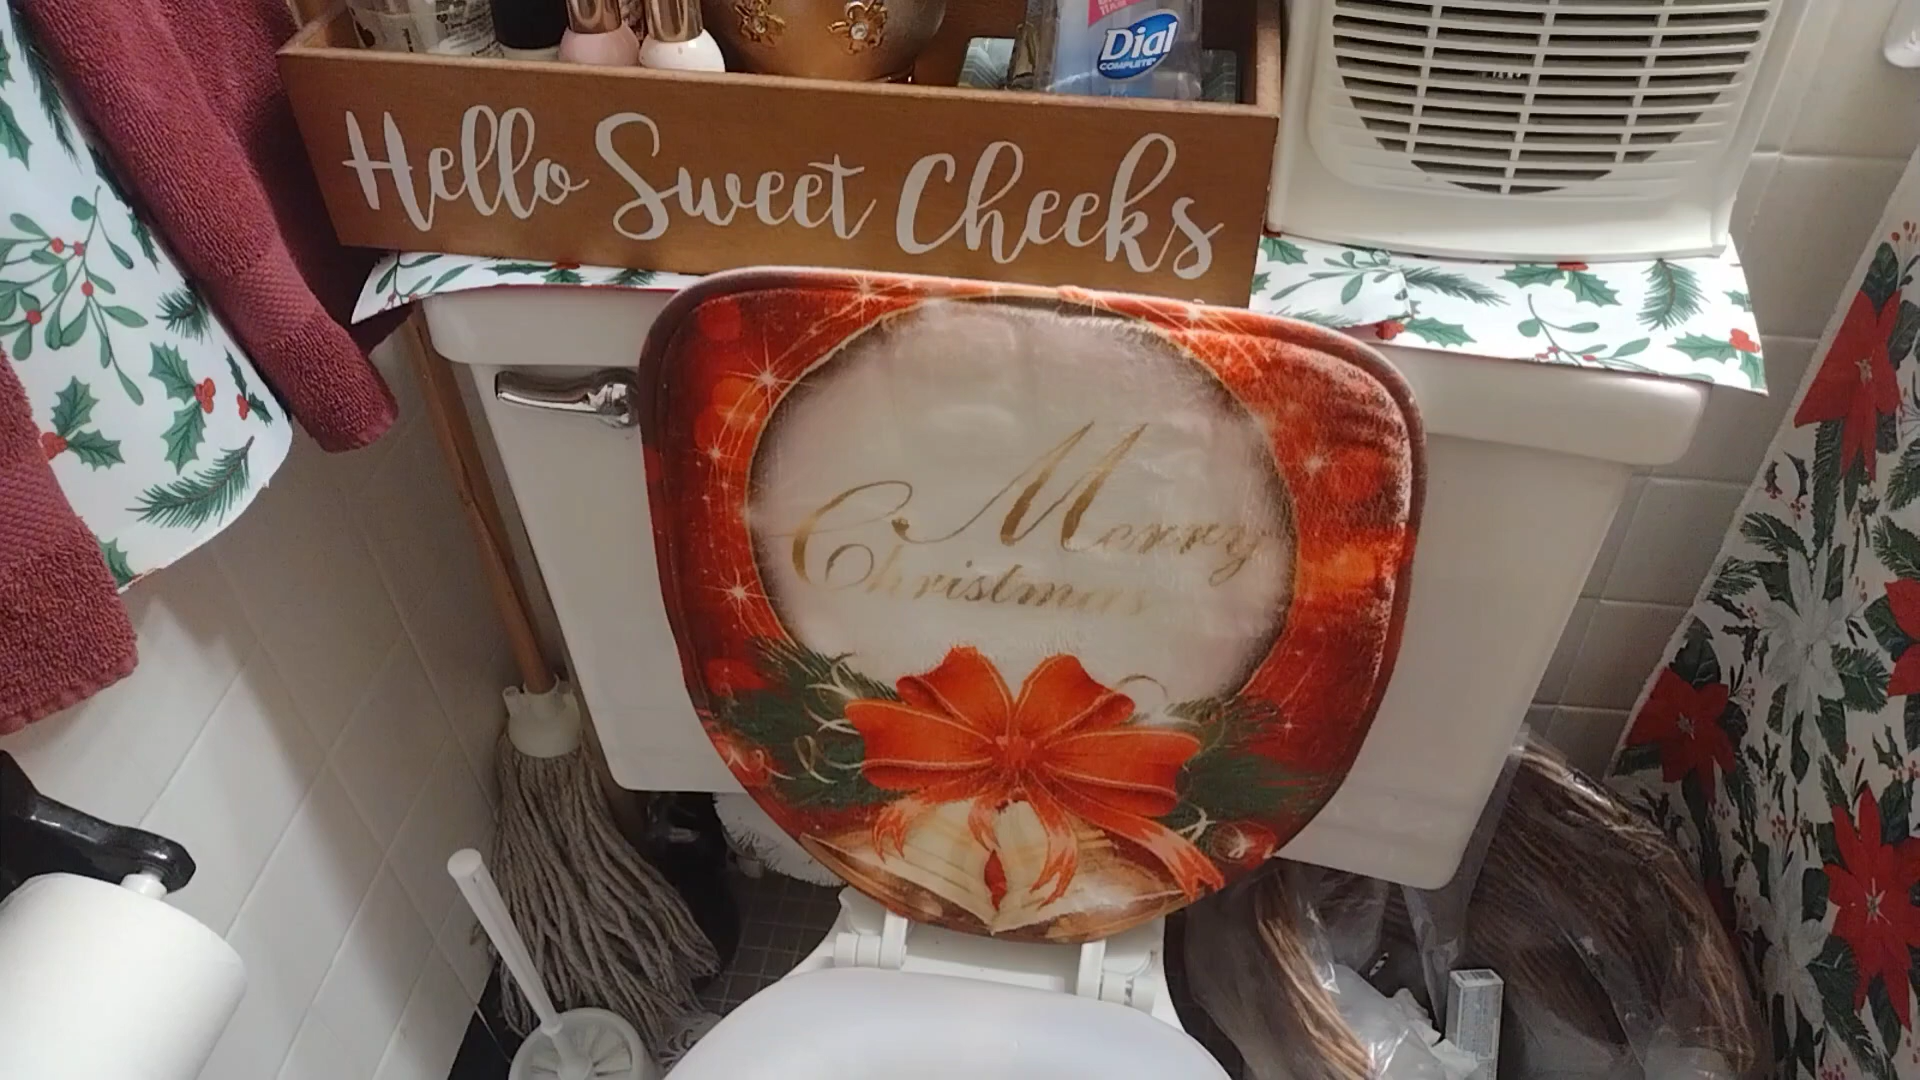 Dial
COMPLETE
Hello Sweet Cheeks
Merry
Christmas